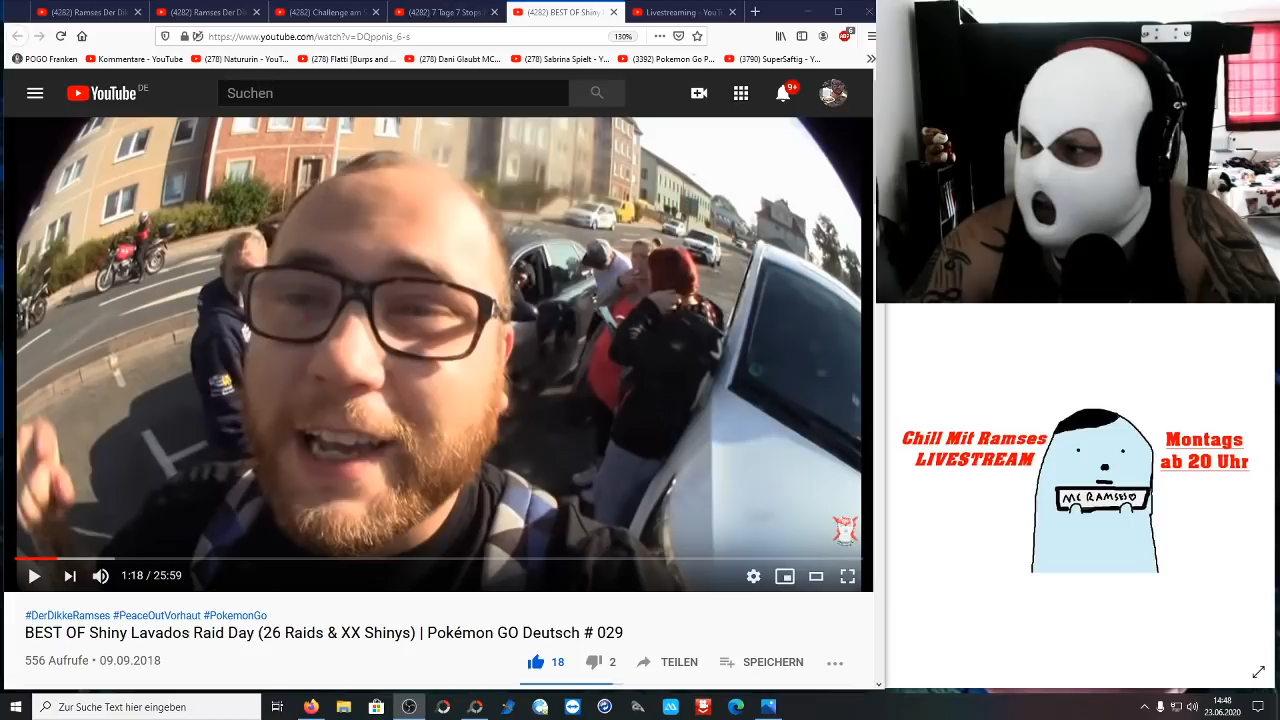 (4282) Ramses Der Dik
(4282) Ramses Der Di
(4282) Challenge am
(4282) 7 Tage 7 Stops
(4282) BEST OF Shiny
Livestreaming - YouTu
https://www.youtube.com/watch?v=DQppnis_6-s
130%
6
POGO Franken
Kommentare - YouTube
(278) Natururin - YouT...
(278) Flatti [Burps and ...
(278) Dani Glaubt MC...
(278) Sabrina Spielt - Y...
(3392) Pokemon Go P...
(3790) SuperSaftig - Y...
YouTube DE
Suchen
9+
1:18 / 25:59
#DerDikkeRamses #PeaceOutVorhaut #PokemonGo
BEST OF Shiny Lavados Raid Day (26 Raids & XX Shinys) | Pokémon GO Deutsch # 029
556 Aufrufe • 09.09.2018
18
2
TEILEN
SPEICHERN
Chill Mit Ramses
LIVESTREAM
Montags
ab 20 Uhr
MC RAMSES
Zur Suche Text hier eingeben
14:48
23.06.2020